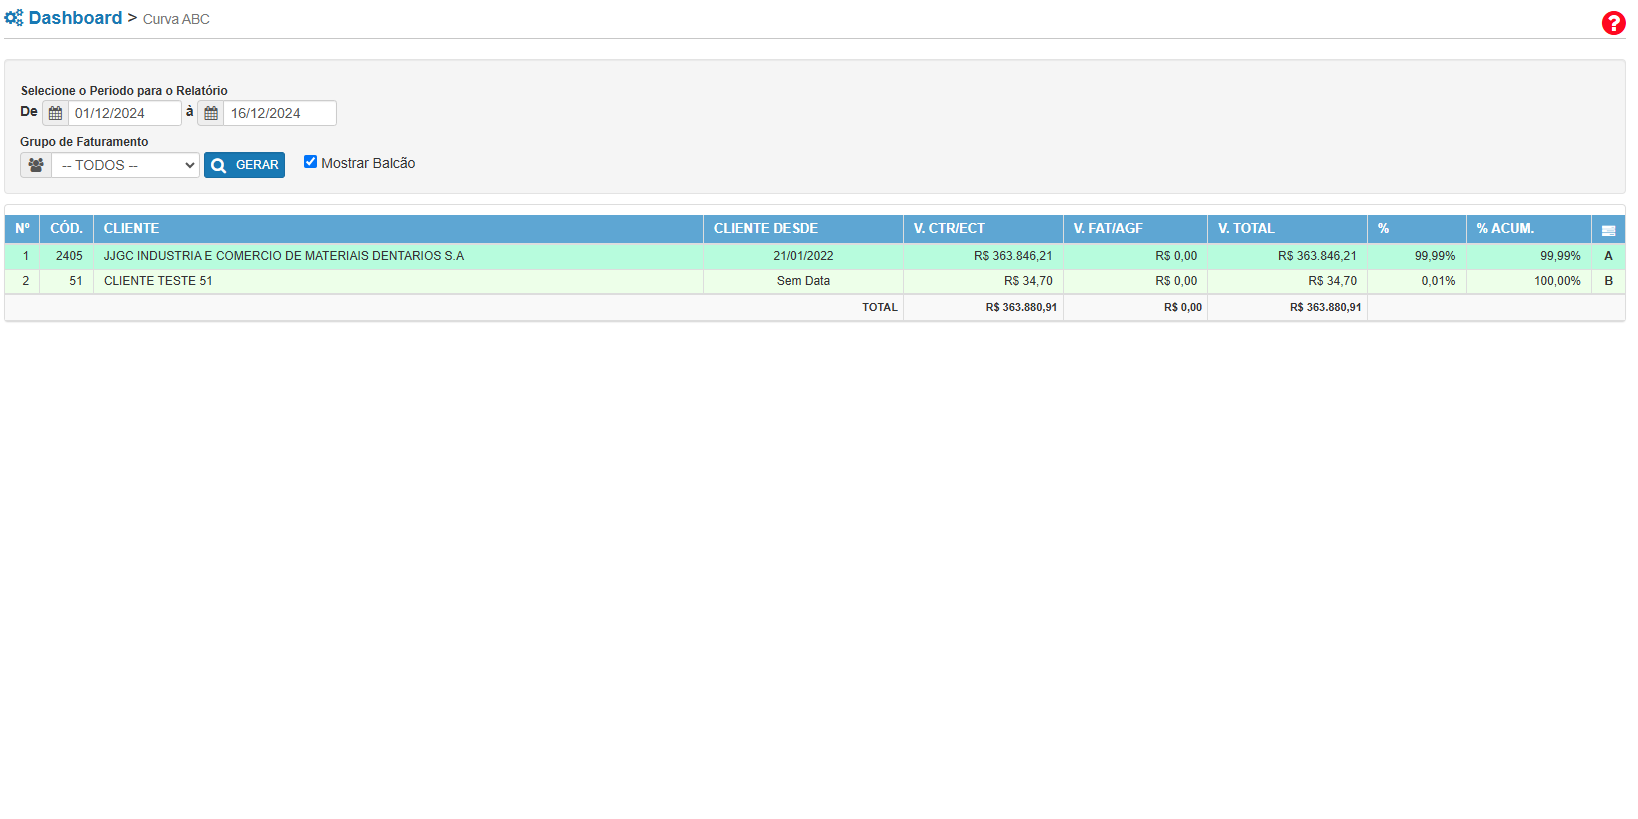 Dashboard > Curva ABC
?
Selecione o Periodo para o Relatório
De 01/12/2024 à 16/12/2024
Grupo de Faturamento
-- TODOS -- GERAR Mostrar Balcão
Nº CÓD. CLIENTE CLIENTE DESDE V. CTR/ECT V. FAT/AGF V. TOTAL % % ACUM.
1 2405 JJGC INDUSTRIA E COMERCIO DE MATERIAIS DENTARIOS S.A 21/01/2022 R$ 363.846,21 R$ 0,00 R$ 363.846,21 99,99% 99,99% A
2 51 CLIENTE TESTE 51 Sem Data R$ 34,70 R$ 0,00 R$ 34,70 0,01% 100,00% B
TOTAL R$ 363.880,91 R$ 0,00 R$ 363.880,91